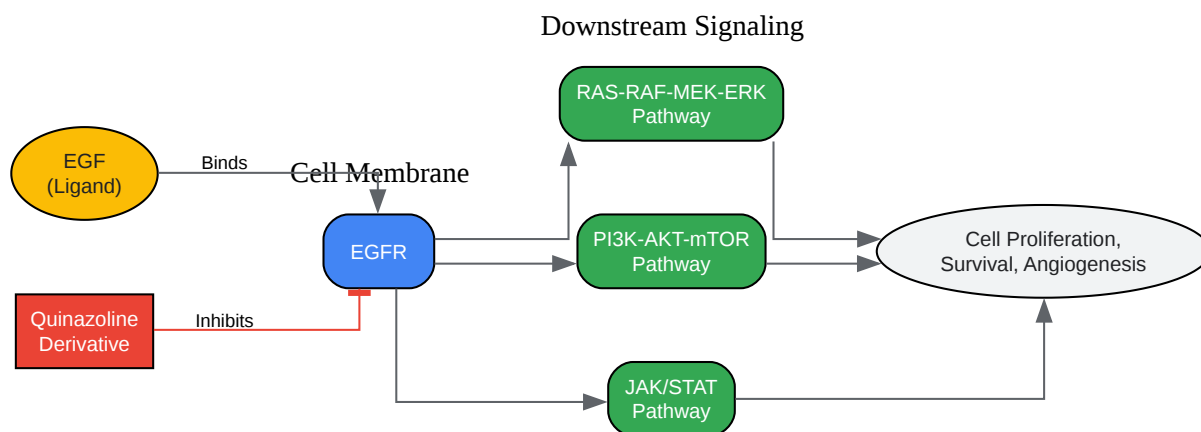 Downstream Signaling
RAS-RAF-MEK-ERK
Pathway
EGF
(Ligand)
Binds
Cell Membrane
EGFR
PI3K-AKT-mTOR
Pathway
Cell Proliferation,
Survival, Angiogenesis
Quinazoline
Derivative
Inhibits
JAK/STAT
Pathway